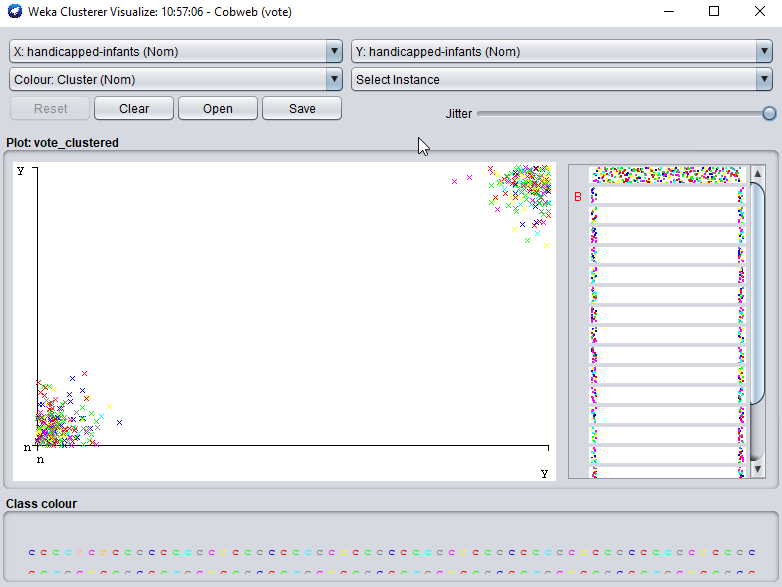 Weka Clusterer Visualize: 10:57:06 - Cobweb (vote)
X: handicapped-infants (Nom) Y: handicapped-infants (Nom)
Colour: Cluster (Nom) Select Instance
Reset Clear Open Save Jitter
Plot: vote_clustered
y
B
n
n
y
Class colour
c c c c c c c c c c c c c c c c c c c c c c c c c c c c c c c c c c c c c c c c c c c c c c c c c c c c c c c c c c c c c